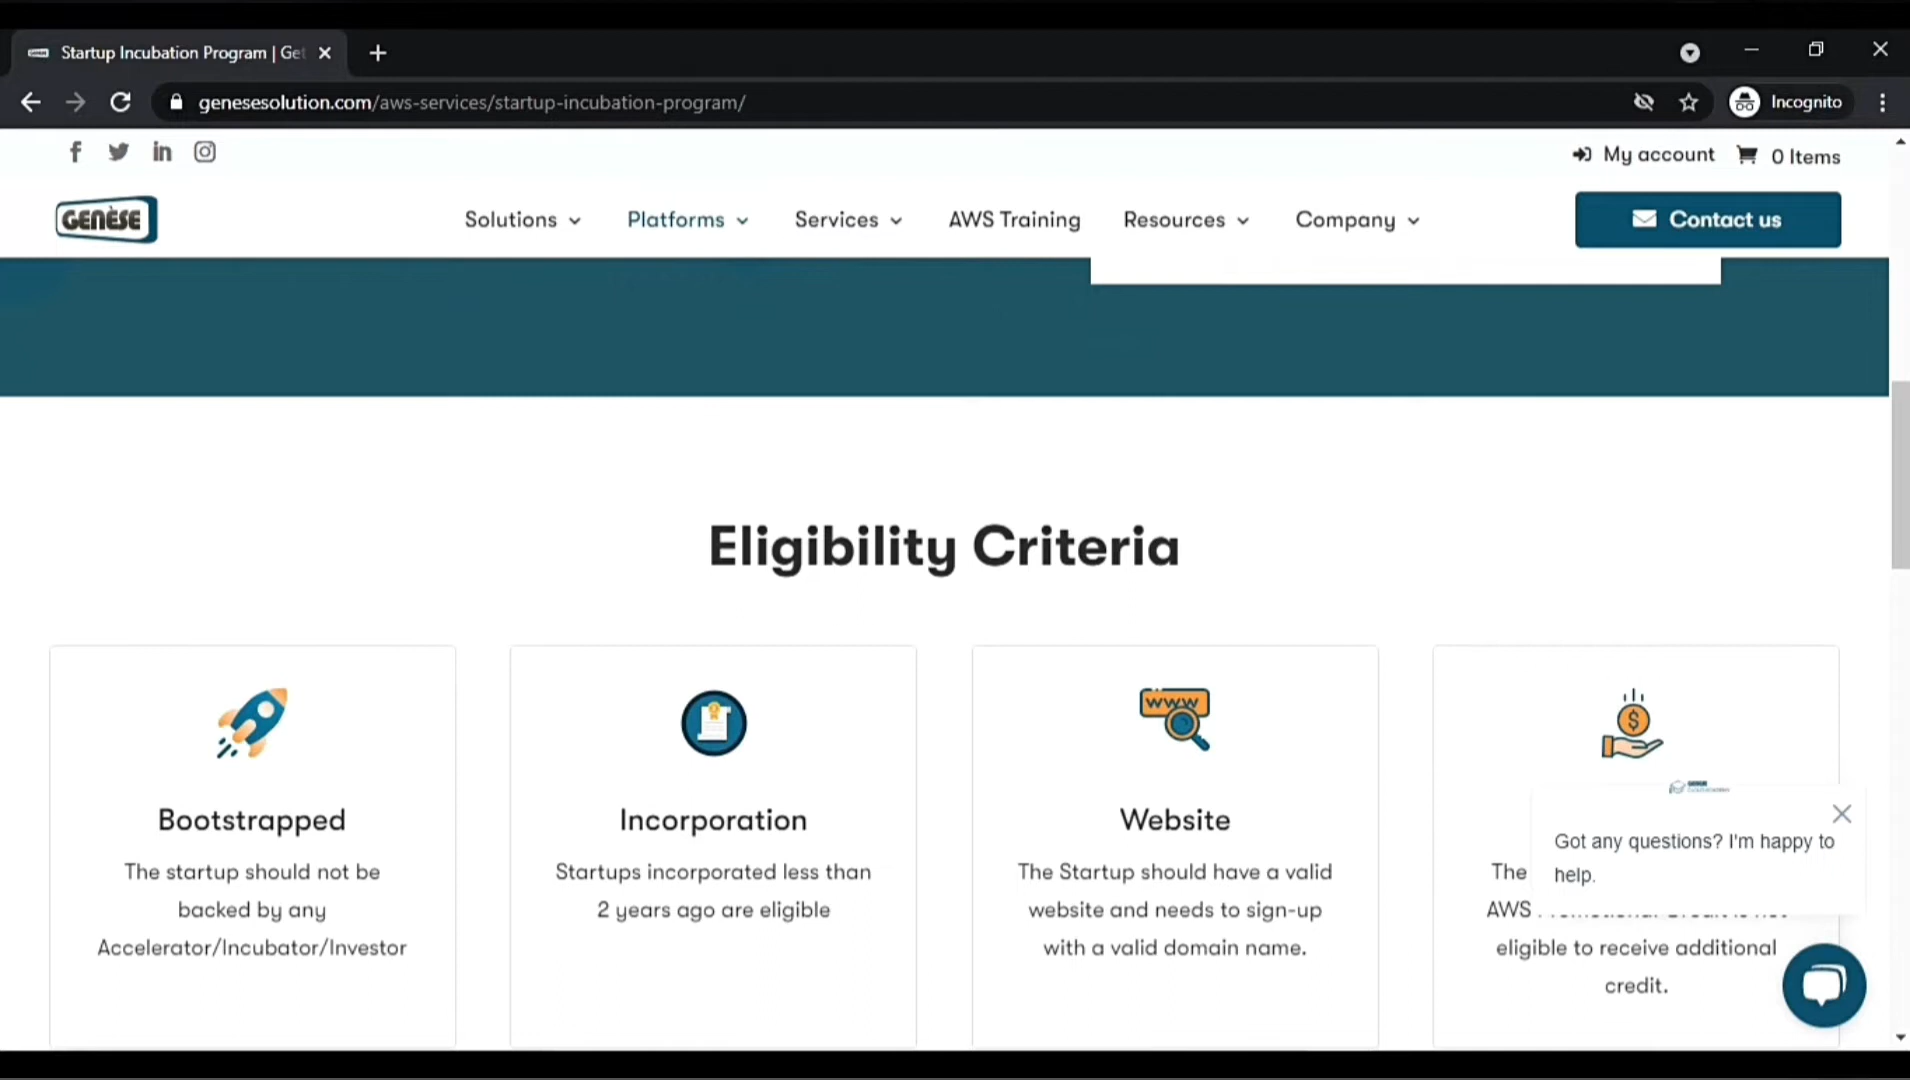 Startup Incubation Program | Get
genesesolution.com/aws-services/startup-incubation-program/
Incognito
My account
0 Items
GENÈSE
Solutions
Platforms
Services
AWS Training
Resources
Company
Contact us
Eligibility Criteria
Bootstrapped
The startup should not be
backed by any
Accelerator/Incubator/Investor
Incorporation
Startups incorporated less than
2 years ago are eligible
WWW
Website
The Startup should have a valid
website and needs to sign-up
with a valid domain name.
The
AWS
eligible to receive additional
credit.
Got any questions? I'm happy to
help.